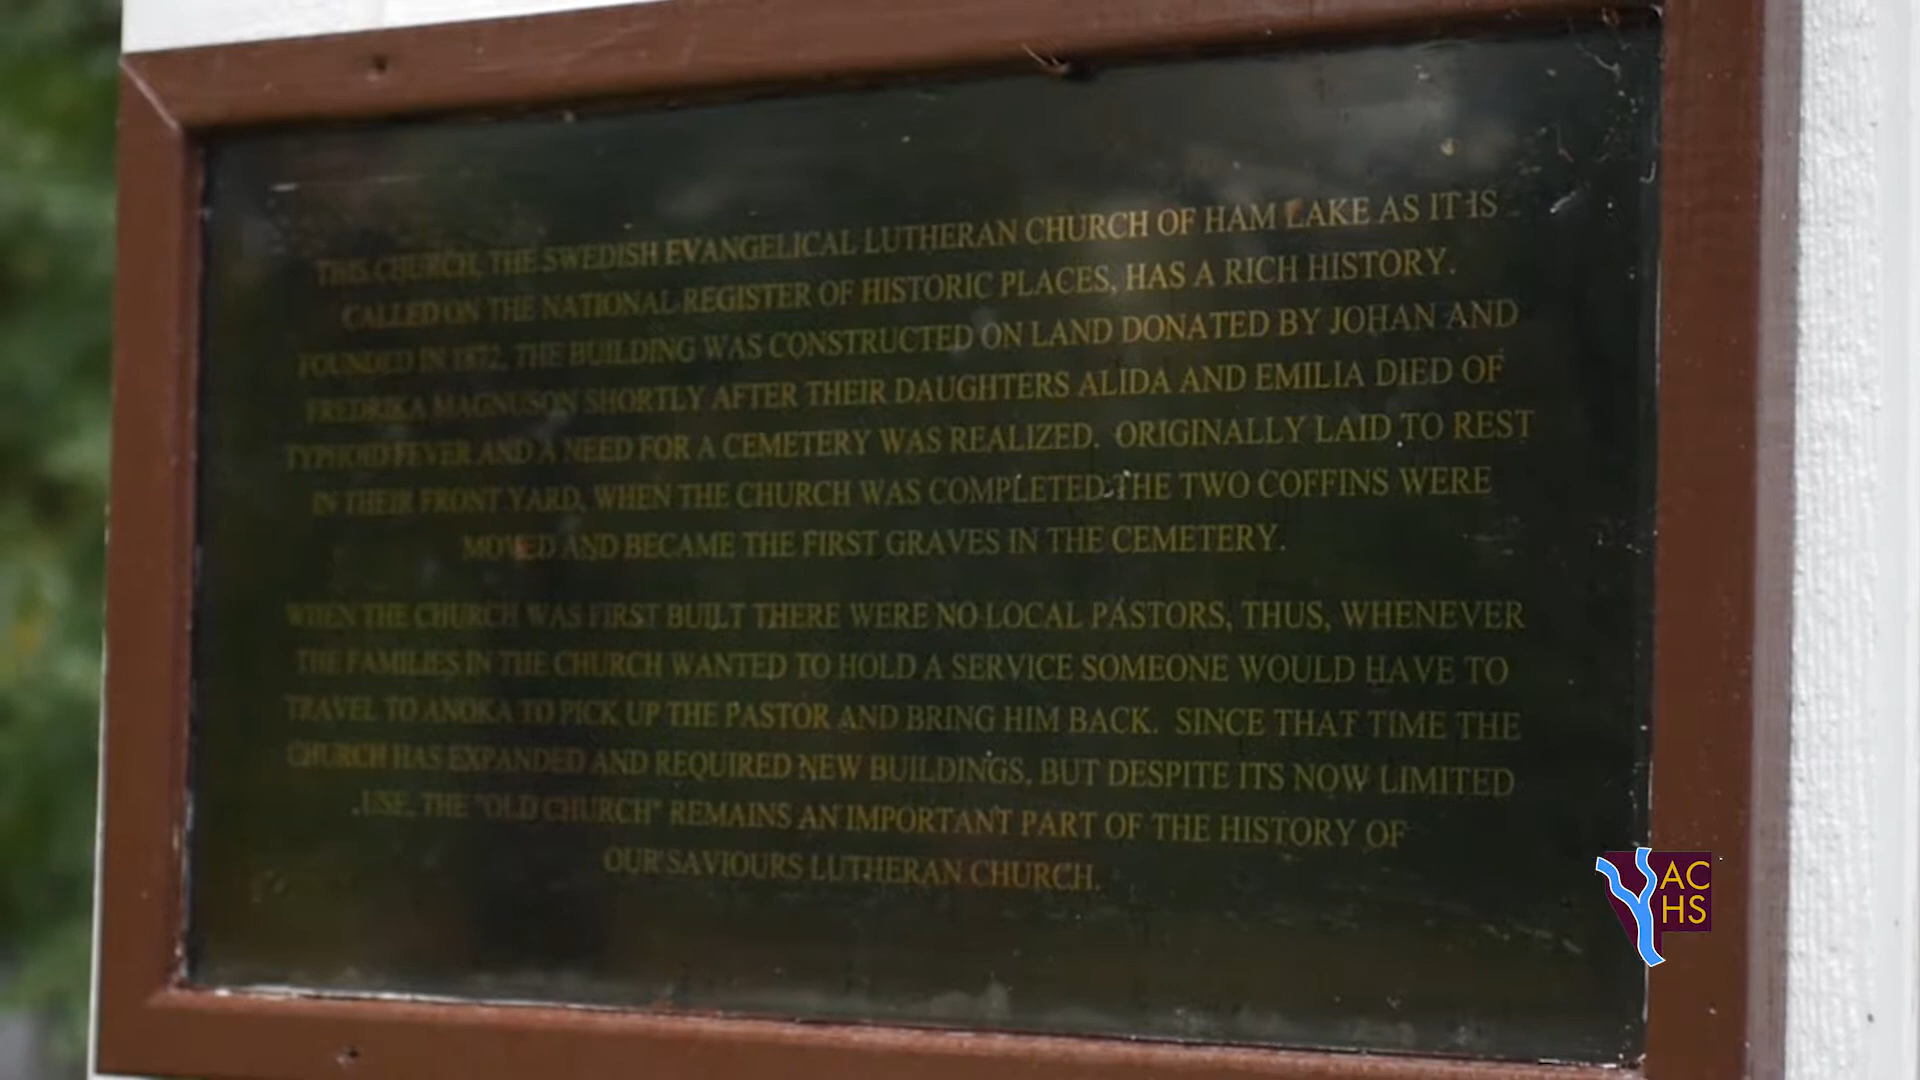 THIS CHURCH, THE SWEDISH EVANGELICAL LUTHERAN CHURCH OF HAM LAKE AS IT IS
CALLED ON THE NATIONAL REGISTER OF HISTORIC PLACES, HAS A RICH HISTORY.
FOUNDED IN 1872, THE BUILDING WAS CONSTRUCTED ON LAND DONATED BY JOHAN AND
FREDRIKA MAGNUSON SHORTLY AFTER THEIR DAUGHTERS ALIDA AND EMILIA DIED OF
TYPHOID FEVER AND A NEED FOR A CEMETERY WAS REALIZED. ORIGINALLY LAID TO REST
IN THEIR FRONT YARD, WHEN THE CHURCH WAS COMPLETED THE TWO COFFINS WERE
MOVED AND BECAME THE FIRST GRAVES IN THE CEMETERY.
WHEN THE CHURCH WAS FIRST BUILT THERE WERE NO LOCAL PASTORS, THUS, WHENEVER
THE FAMILIES IN THE CHURCH WANTED TO HOLD A SERVICE SOMEONE WOULD HAVE TO
TRAVEL TO ANOKA TO PICK UP THE PASTOR AND BRING HIM BACK. SINCE THAT TIME THE
CHURCH HAS EXPANDED AND REQUIRED NEW BUILDINGS, BUT DESPITE ITS NOW LIMITED
USE, THE "OLD CHURCH" REMAINS AN IMPORTANT PART OF THE HISTORY OF
OUR SAVIOURS LUTHERAN CHURCH.
AC
HS